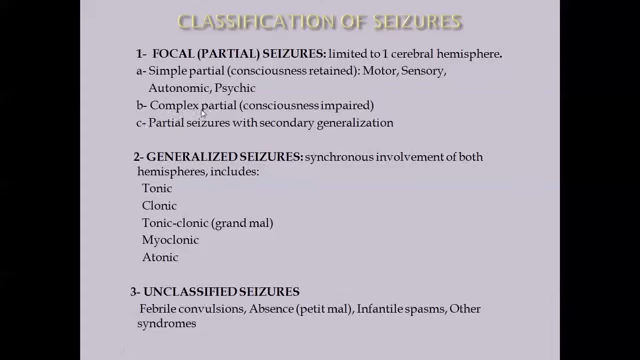 CLASSIFICATION OF SEIZURES
1- FOCAL (PARTIAL) SEIZURES: limited to 1 cerebral hemisphere.
a- Simple partial (consciousness retained): Motor, Sensory,
Autonomic, Psychic
b- Complex partial (consciousness impaired)
c- Partial seizures with secondary generalization
2- GENERALIZED SEIZURES: synchronous involvement of both
hemispheres, includes:
Tonic
Clonic
Tonic-clonic (grand mal)
Myoclonic
Atonic
3- UNCLASSIFIED SEIZURES
Febrile convulsions, Absence (petit mal), Infantile spasms, Other
syndromes